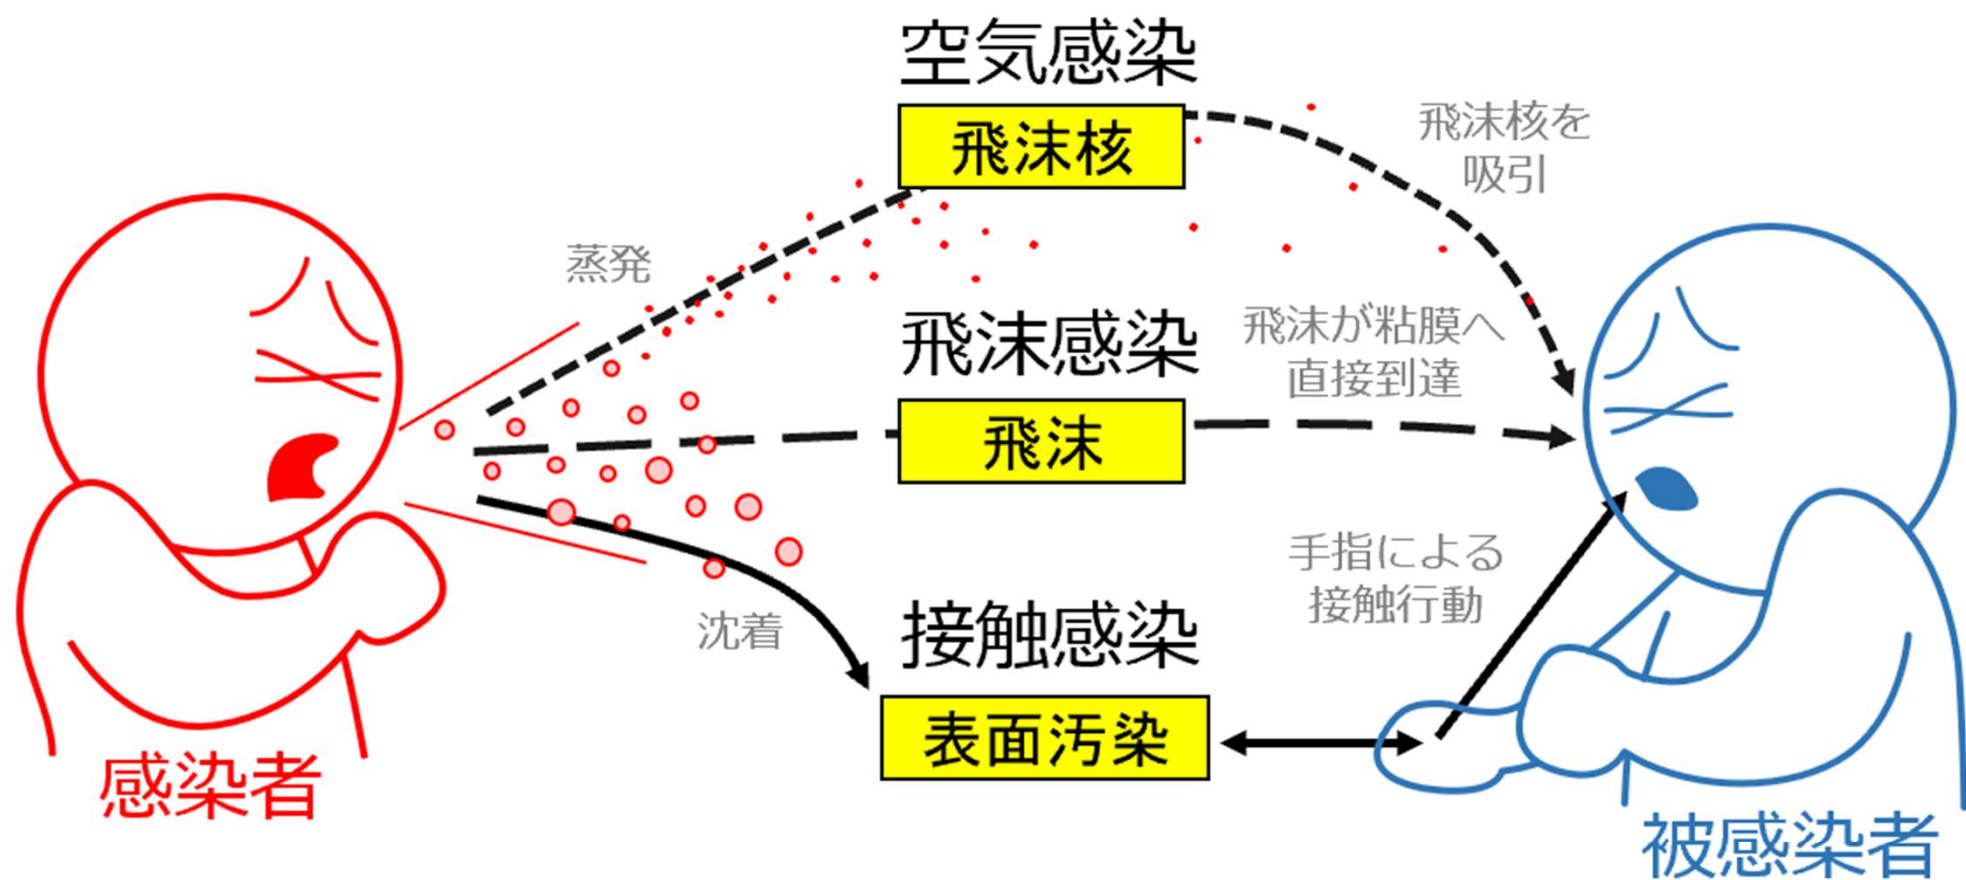 空気感染
飛沫核
飛沫核を
吸引
蒸発
飛沫感染
飛沫
飛沫が粘膜へ
直接到達
接触感染
表面汚染
沈着
手指による
接触行動
感染者
被感染者